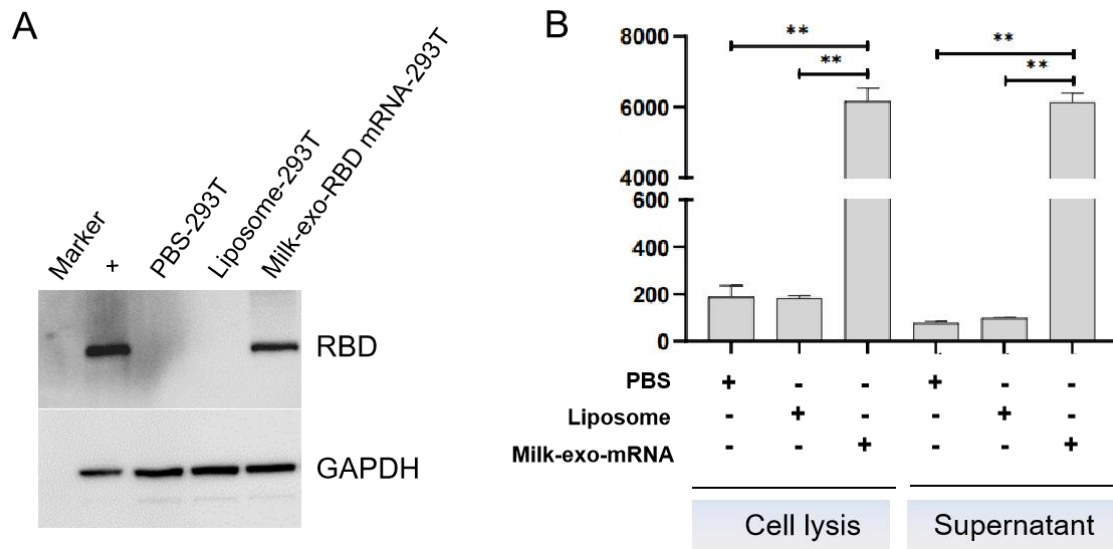 A
Marker
+
PBS-293T
Liposome-293T
Milk-exo-RBD mRNA-293T
RBD
GAPDH
B
8000
6000
4000
600
400
200
0
** **
** **
PBS + - - + - -
Liposome - + - - + -
Milk-exo-mRNA - - + - - +
Cell lysis Supernatant